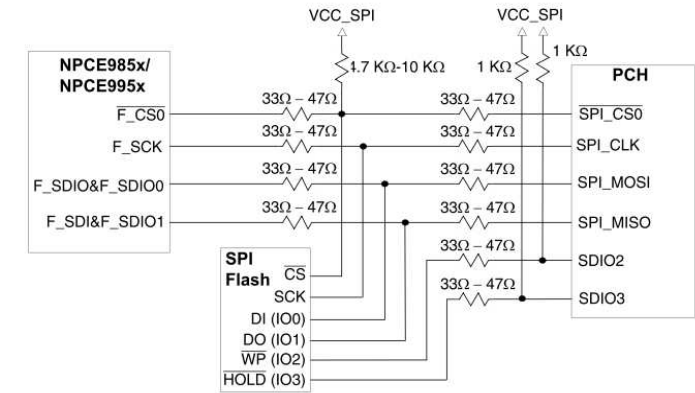 VCC_SPI
VCC_SPI
4.7 KΩ-10 KΩ
1 KΩ
1 KΩ
NPCE985x/
NPCE995x
PCH
F_CS0
33Ω – 47Ω
33Ω – 47Ω
SPI_CS0
F_SCK
33Ω – 47Ω
33Ω – 47Ω
SPI_CLK
F_SDIO&F_SDIO0
33Ω – 47Ω
33Ω – 47Ω
SPI_MOSI
F_SDI&F_SDIO1
33Ω – 47Ω
33Ω – 47Ω
SPI_MISO
33Ω – 47Ω
SDIO2
33Ω – 47Ω
SDIO3
SPI
Flash
CS
SCK
DI (IO0)
DO (IO1)
WP (IO2)
HOLD (IO3)